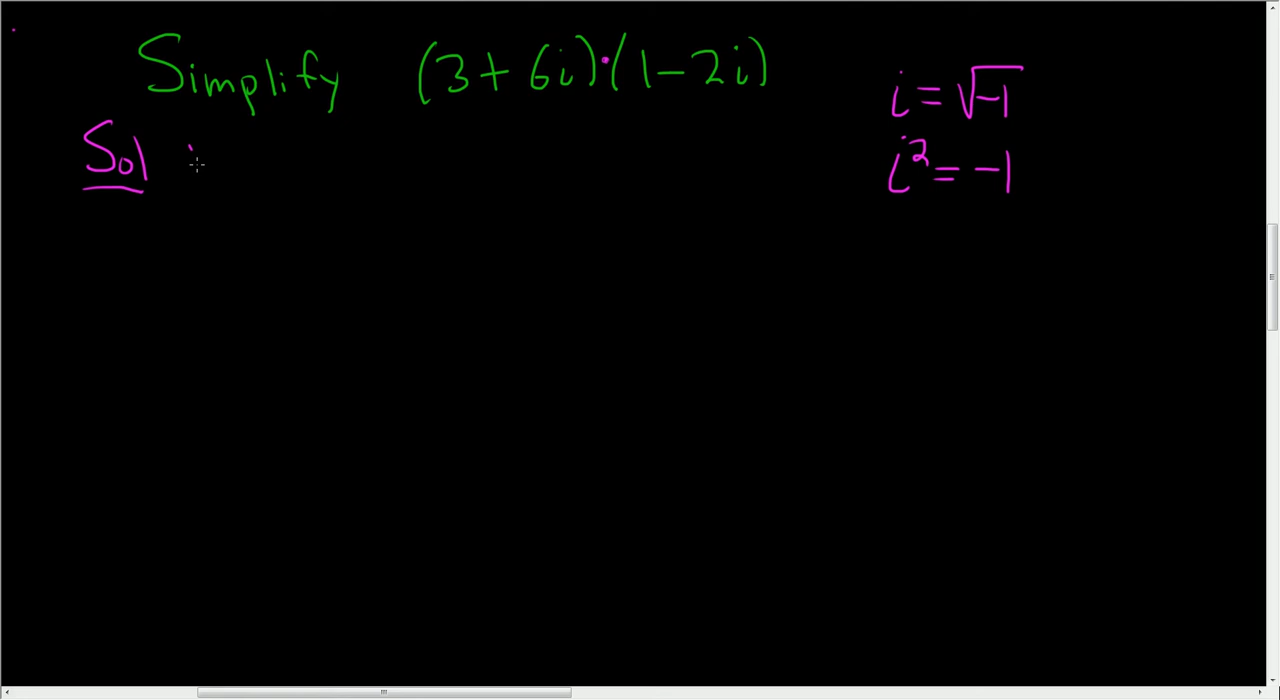 Simplify (3+6i)·(1-2i)
i=√-1
Sol
i²=-1